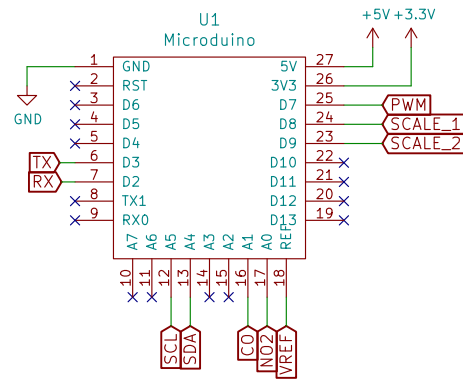 U1
Microduino
+5V +3.3V
1 GND 5V 27
2 RST 3V3 26
3 D6 D7 25 PWM
4 D5 D8 24 SCALE_1
5 D4 D9 23 SCALE_2
TX 6 D3 D10 22
RX 7 D2 D11 21
8 TX1 D12 20
9 RX0 D13 19
GND
A7 A6 A5 A4 A3 A2 A1 A0 REF
10 11 12 13 14 15 16 17 18
SCL SDA CO NO2 VREF